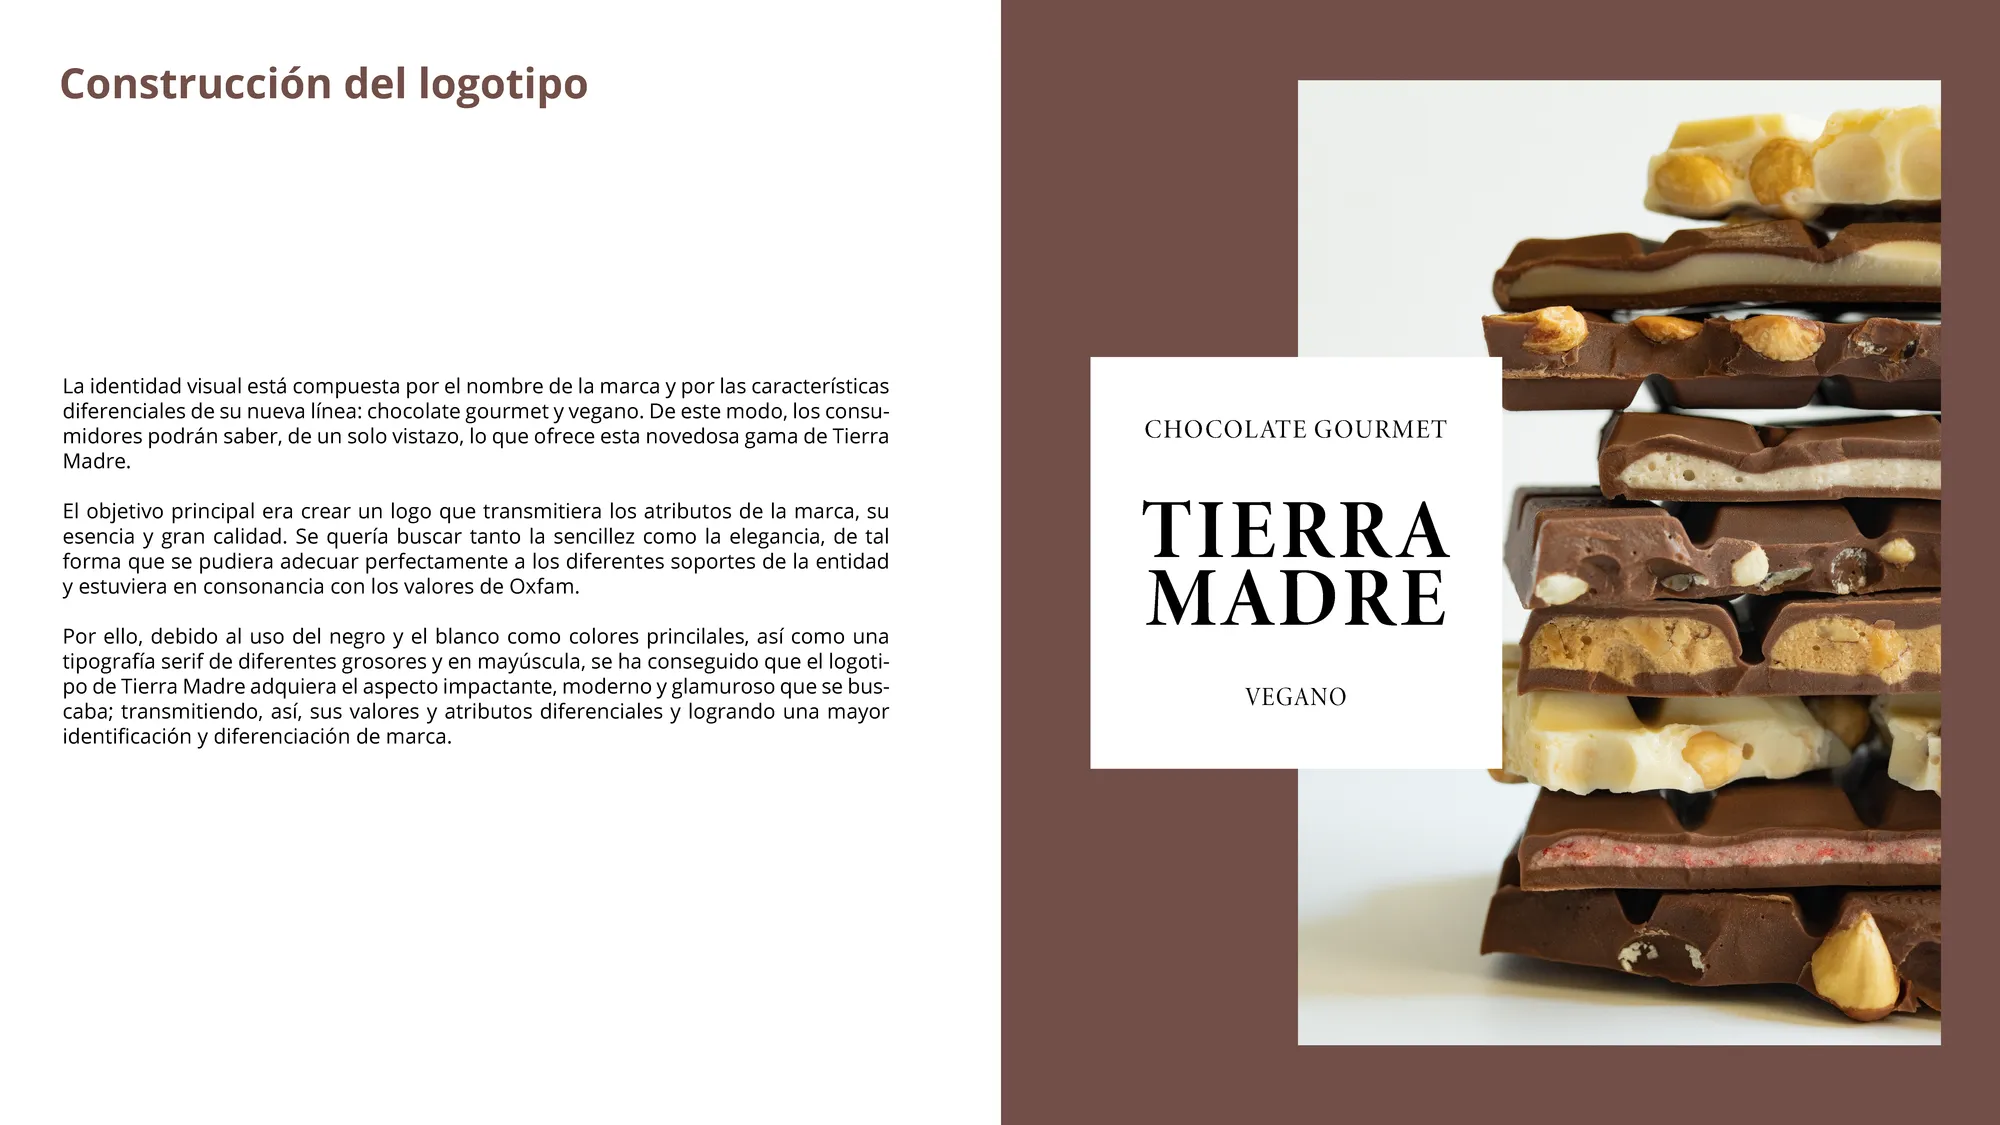 Construcción del logotipo
La identidad visual está compuesta por el nombre de la marca y por las características
diferenciales de su nueva línea: chocolate gourmet y vegano. De este modo, los consu-
midores podrán saber, de un solo vistazo, lo que ofrece esta novedosa gama de Tierra
Madre.
El objetivo principal era crear un logo que transmitiera los atributos de la marca, su
esencia y gran calidad. Se quería buscar tanto la sencillez como la elegancia, de tal
forma que se pudiera adecuar perfectamente a los diferentes soportes de la entidad
y estuviera en consonancia con los valores de Oxfam.
Por ello, debido al uso del negro y el blanco como colores princilales, así como una
tipografía serif de diferentes grosores y en mayúscula, se ha conseguido que el logoti-
po de Tierra Madre adquiera el aspecto impactante, moderno y glamuroso que se bus-
caba; transmitiendo, así, sus valores y atributos diferenciales y logrando una mayor
identificación y diferenciación de marca.
CHOCOLATE GOURMET
TIERRA
MADRE
VEGANO